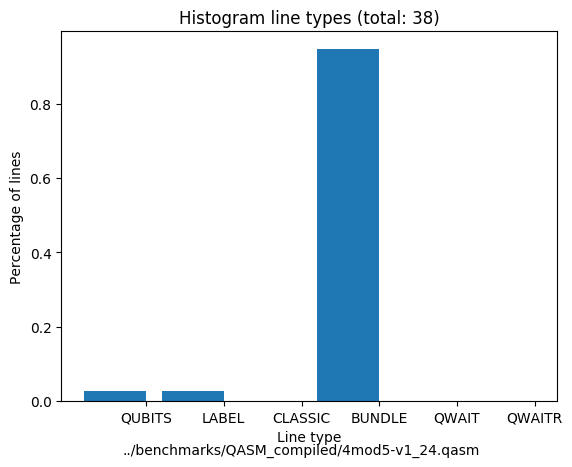 Histogram line types (total: 38)
Percentage of lines
0.8
0.6
0.4
0.2
0.0
QUBITS LABEL CLASSIC BUNDLE QWAIT QWAITR
Line type
../benchmarks/QASM_compiled/4mod5-v1_24.qasm